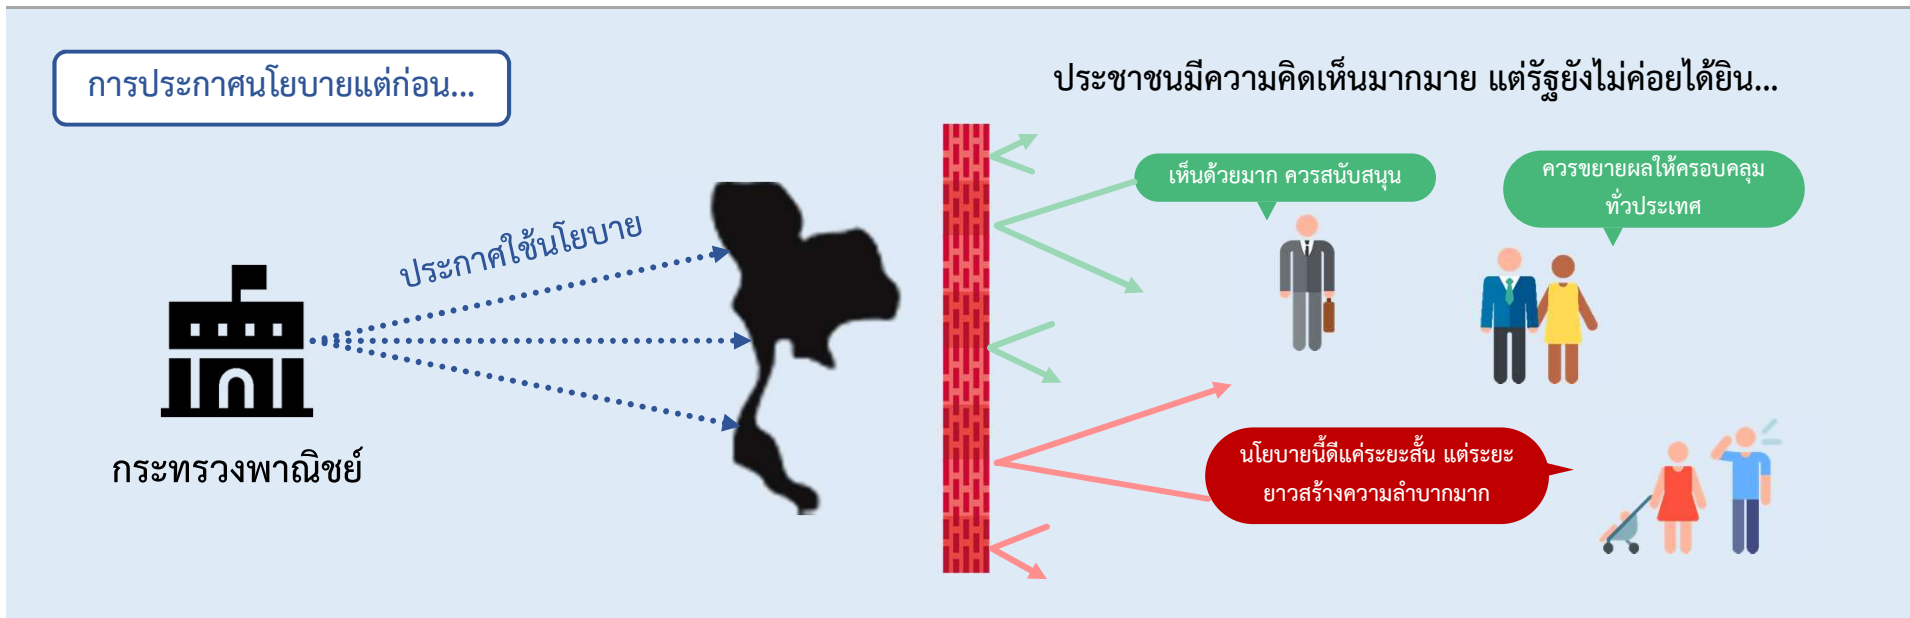 การประกาศนโยบายแต่ก่อน...
ประชาชนมีความคิดเห็นมากมาย แต่รัฐยังไม่ค่อยได้ยิน...
เห็นด้วยมาก ควรสนับสนุน
ควรขยายผลให้ครอบคลุม
ทั่วประเทศ
ประกาศใช้นโยบาย
กระทรวงพาณิชย์
นโยบายนี้ดีแค่ระยะสั้น แต่ระยะ
ยาวสร้างความลำบากมาก